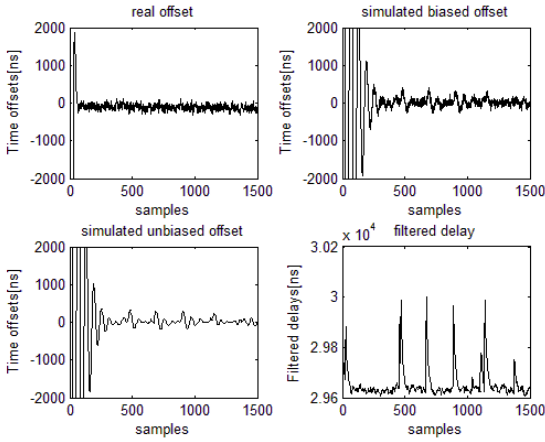 real offset
Time offsets[ns]
2000
1000
0
-1000
-2000
0 500 1000 1500
samples
simulated biased offset
Time offsets[ns]
2000
1000
0
-1000
-2000
0 500 1000 1500
samples
simulated unbiased offset
Time offsets[ns]
2000
1000
0
-1000
-2000
0 500 1000 1500
samples
filtered delay
x 10^4
Filtered delays[ns]
3.02
3
2.98
2.96
0 500 1000 1500
samples